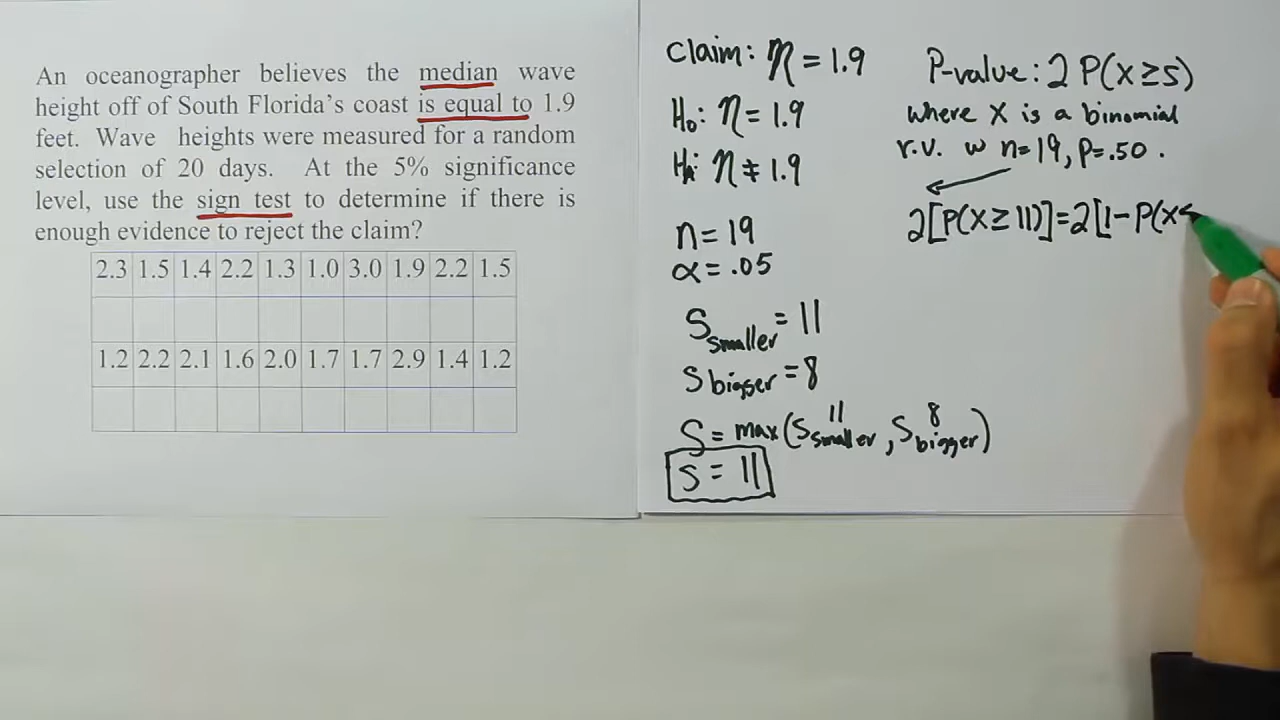 An oceanographer believes the median wave
height off of South Florida's coast is equal to 1.9
feet. Wave heights were measured for a random
selection of 20 days. At the 5% significance
level, use the sign test to determine if there is
enough evidence to reject the claim?
2.3 1.5 1.4 2.2 1.3 1.0 3.0 1.9 2.2 1.5
1.2 2.2 2.1 1.6 2.0 1.7 1.7 2.9 1.4 1.2
Claim: η = 1.9
H₀: η = 1.9
Hₐ: η ≠ 1.9
n = 19
α = .05
S smaller = 11
S bigger = 8
11 8
S = max(S smaller, S bigger)
S = 11
P-value: 2 P(X ≥ S)
where X is a binomial
r.v. w n=19, p=.50.
2[P(X ≥ 11)] = 2[1 - P(X <